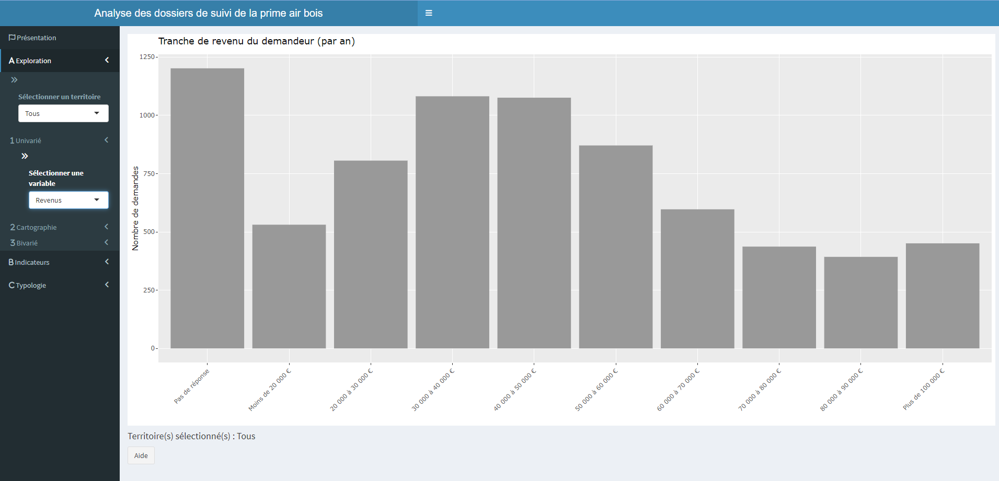 Analyse des dossiers de suivi de la prime air bois
Présentation
A Exploration
Sélectionner un territoire
Tous
1 Univarié
Sélectionner une
variable
Revenus
2 Cartographie
3 Bivarié
B Indicateurs
C Typologie
Tranche de revenu du demandeur (par an)
Nombre de demandes
1250
1000
750
500
250
0
Pas de réponse
Moins de 20 000 €
20 000 à 30 000 €
30 000 à 40 000 €
40 000 à 50 000 €
50 000 à 60 000 €
60 000 à 70 000 €
70 000 à 80 000 €
80 000 à 90 000 €
Plus de 100 000 €
Territoire(s) sélectionné(s) : Tous
Aide